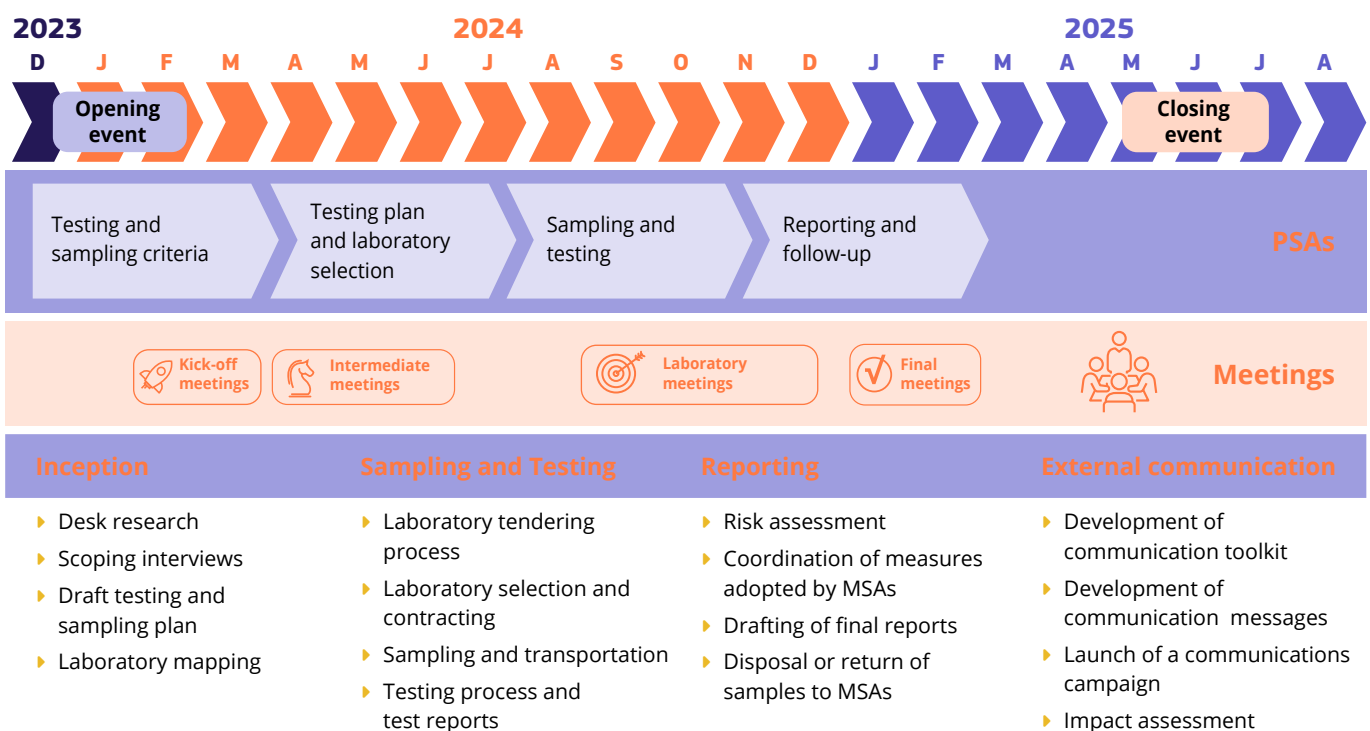 2023
2024
2025
D J F M A M J J A S O N D J F M A M J J A
Opening
event
Closing
event
Testing and
sampling criteria
Testing plan
and laboratory
selection
Sampling and
testing
Reporting and
follow-up
PSAs
Kick-off
meetings
Intermediate
meetings
Laboratory
meetings
Final
meetings
Meetings
Inception
Desk research
Scoping interviews
Draft testing and
sampling plan
Laboratory mapping
Sampling and Testing
Laboratory tendering
process
Laboratory selection and
contracting
Sampling and transportation
Testing process and
test reports
Reporting
Risk assessment
Coordination of measures
adopted by MSAs
Drafting of final reports
Disposal or return of
samples to MSAs
External communication
Development of
communication toolkit
Development of
communication messages
Launch of a communications
campaign
Impact assessment